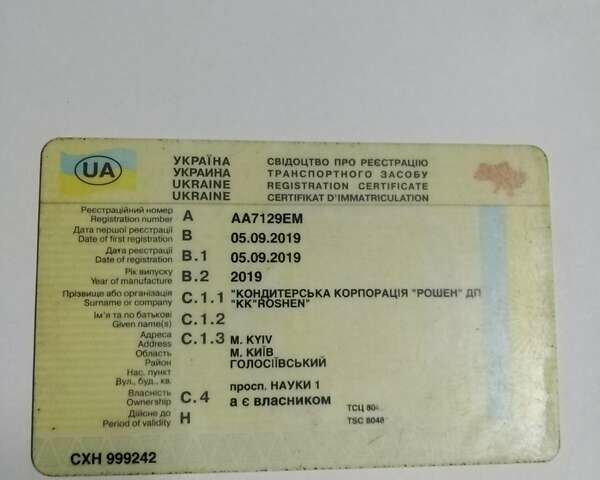 UA
УКРАЇНА СВІДОЦТВО ПРО РЕЄСТРАЦІЮ
УКРАИНА ТРАНСПОРТНОГО ЗАСОБУ
UKRAINE REGISTRATION CERTIFICATE
UKRAINE CERTIFIKAT D'IMMATRICULATION
Реєстраційний номер
Registration number A AA7129EM
Дата першої реєстрації
Date of first registration B 05.09.2019
Дата реєстрації
Date of registration B.1 05.09.2019
Рік випуску
Year of manufacture B.2 2019
Прізвище або організація
Surname or company C.1.1 "КОНДИТЕРСЬКА КОРПОРАЦІЯ "РОШЕН" ДП
"KK"ROSHEN"
Ім'я та по батькові
Given name(s) C.1.2
Адреса
Address C.1.3 M. KYIV
Область М. КИЇВ
Район ГОЛОСІЇВСЬКИЙ
Нас. пункт
Вул., буд., кв. просп. НАУКИ 1
Власність
Ownership C.4 а є власником
ТСЦ
Дійсне до
Period of validity H TSC
СХН 999242